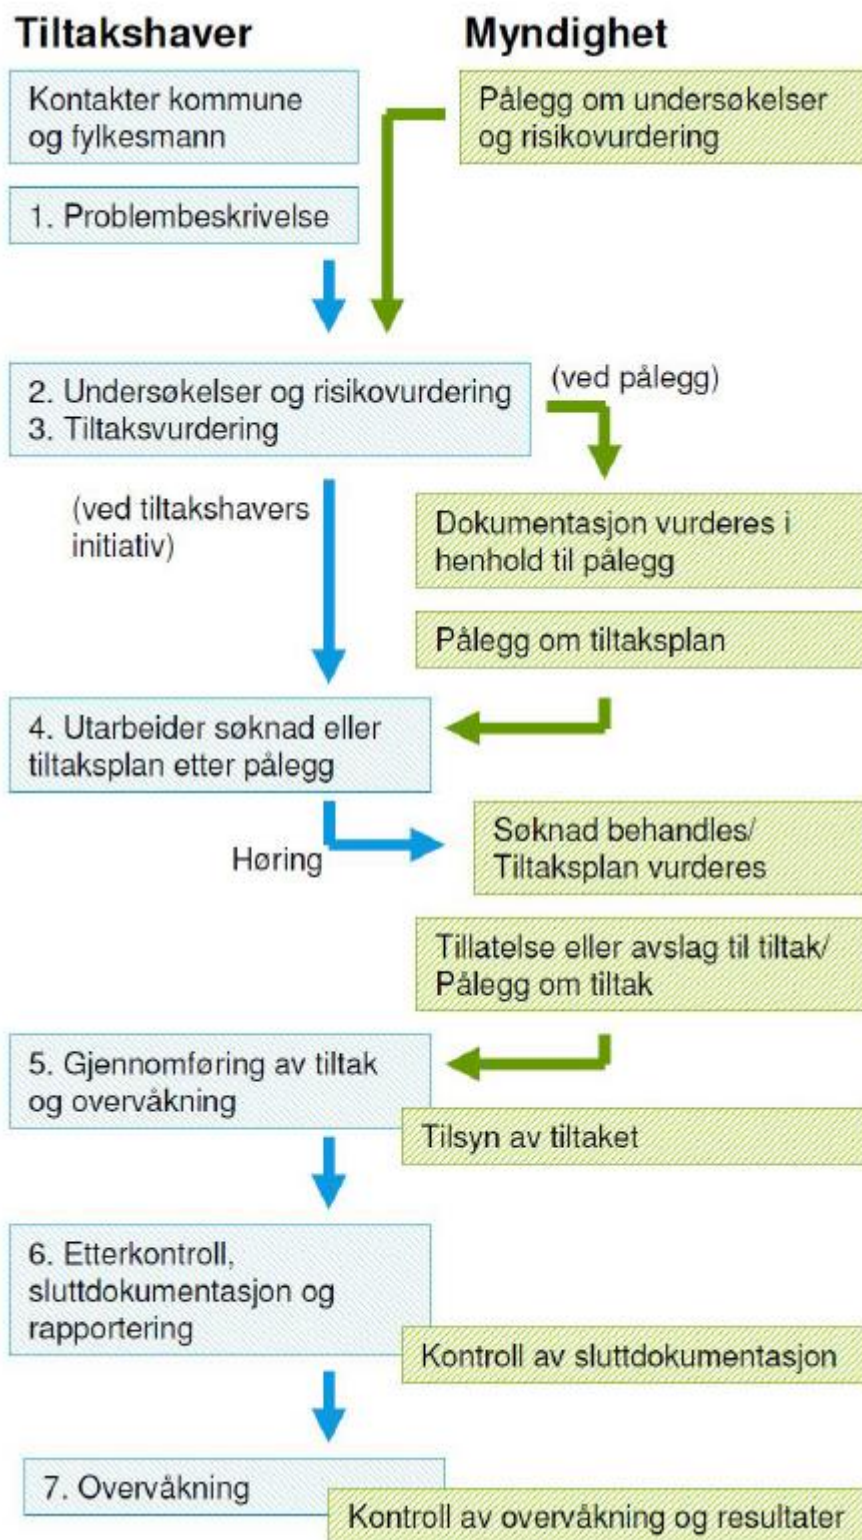 Tiltakshaver
Myndighet
Kontakter kommune
og fylkesmann
Pålegg om undersøkelser
og risikovurdering
1. Problembeskrivelse
2. Undersøkelser og risikovurdering
3. Tiltaksvurdering
(ved pålegg)
(ved tiltakshavers
initiativ)
Dokumentasjon vurderes i
henhold til pålegg
Pålegg om tiltaksplan
4. Utarbeider søknad eller
tiltaksplan etter pålegg
Høring
Søknad behandles/
Tiltaksplan vurderes
Tillatelse eller avslag til tiltak/
Pålegg om tiltak
5. Gjennomføring av tiltak
og overvåkning
Tilsyn av tiltaket
6. Etterkontroll,
sluttdokumentasjon og
rapportering
Kontroll av sluttdokumentasjon
7. Overvåkning
Kontroll av overvåkning og resultater